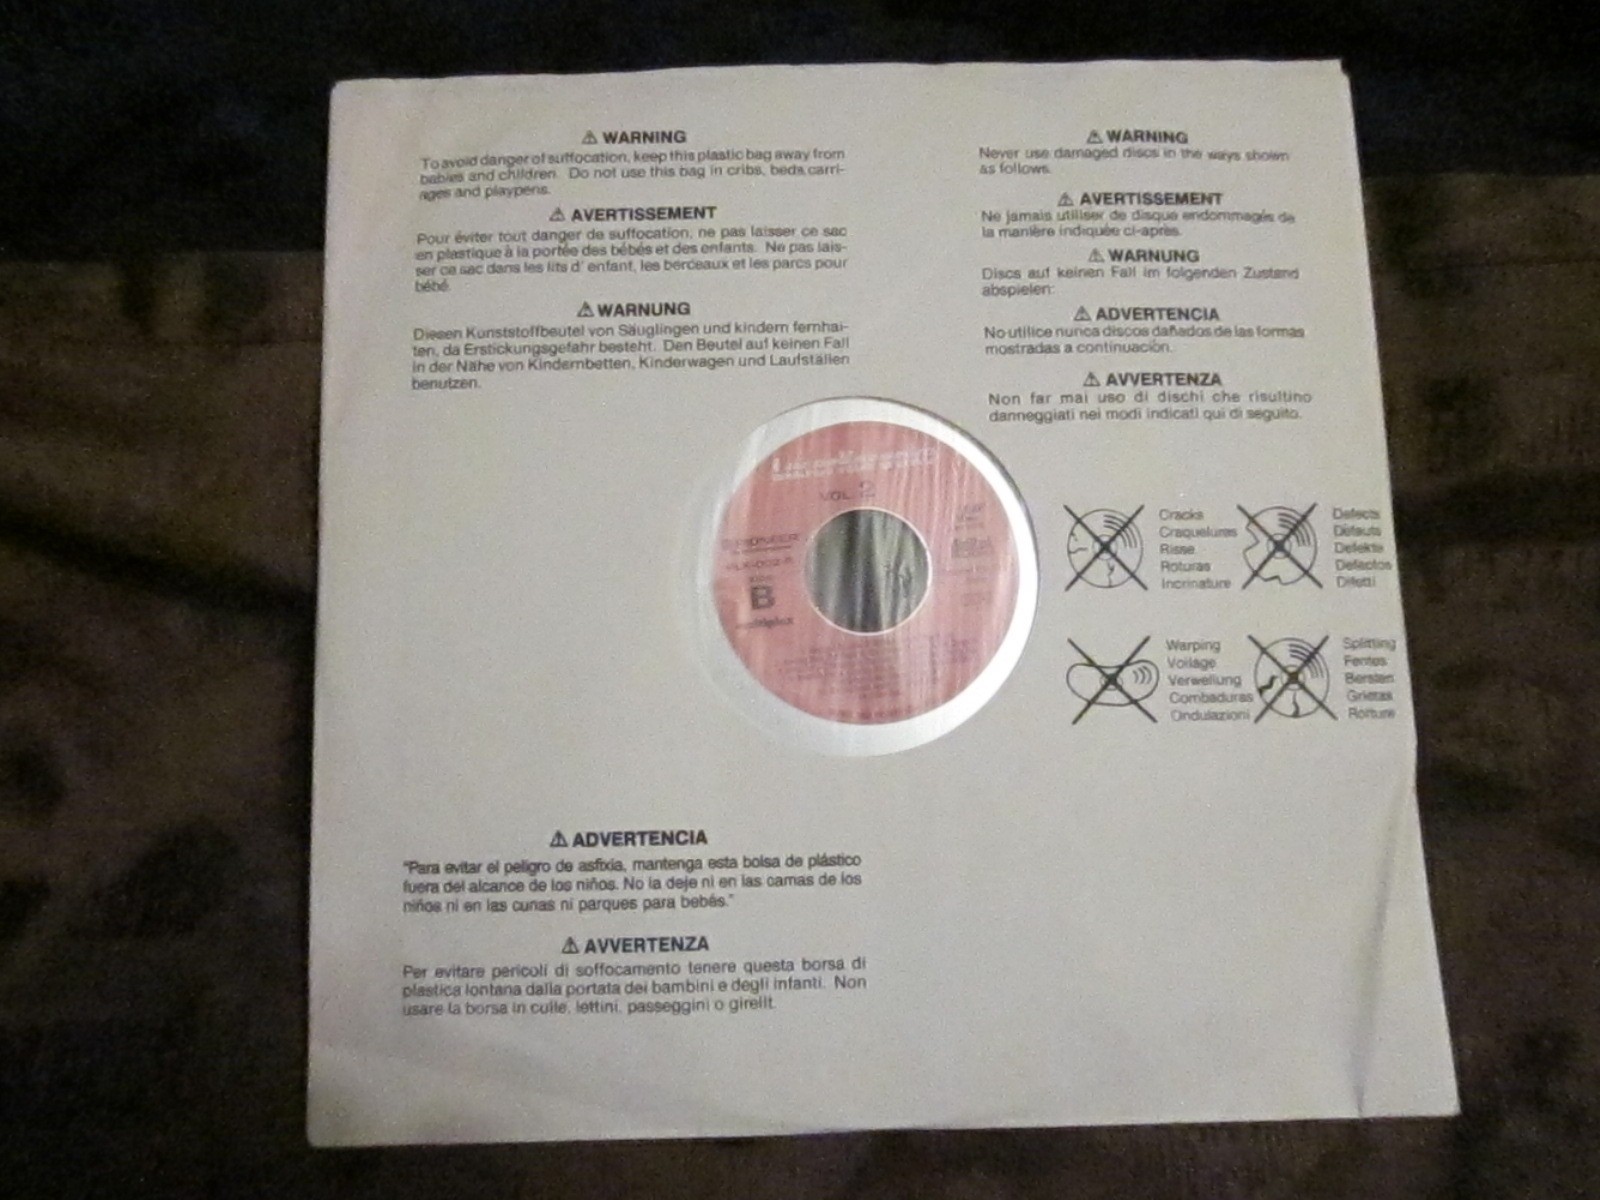 ⚠ WARNING
To avoid danger of suffocation, keep this plastic bag away from
babies and children. Do not use this bag in cribs, beds, carri-
ages and playpens.
⚠ AVERTISSEMENT
Pour éviter tout danger de suffocation, ne pas laisser ce sac
en plastique à la portée des bébés et des enfants. Ne pas lais-
ser ce sac dans les lits d' enfant, les berceaux et les parcs pour
bébé.
⚠ WARNUNG
Diesen Kunststoffbeutel von Säuglingen und kindern fernhal-
ten, da Erstickungsgefahr besteht. Den Beutel auf keinen Fall
in der Nähe von Kindernbetten, Kinderwagen und Laufställen
benutzen.
⚠ WARNING
Never use damaged discs in the ways shown
as follows.
⚠ AVERTISSEMENT
Ne jamais utiliser de disque endommagés de
la manière indiquée ci-après.
⚠ WARNUNG
Discs auf keinen Fall im folgenden Zustand
abspielen:
⚠ ADVERTENCIA
No utilice nunca discos dañados de las formas
mostradas a continuación.
⚠ AVVERTENZA
Non far mai uso di dischi che risultino
danneggiati nei modi indicati qui di seguito.
VOL. 2
PIONEER
B
multiplex
Cracks
Craquelures
Risse
Roturas
Incrinature
Defects
Défauts
Defekte
Defectos
Difetti
Warping
Voilage
Verwellung
Combaduras
Ondulazioni
Splitting
Fentes
Bersten
Grietas
Rotture
⚠ ADVERTENCIA
"Para evitar el peligro de asfixia, mantenga esta bolsa de plástico
fuera del alcance de los niños. No la deje ni en las camas de los
niños ni en las cunas ni parques para bebés."
⚠ AVVERTENZA
Per evitare pericoli di soffocamento tenere questa borsa di
plastica lontana dalla portata dei bambini e degli infanti. Non
usare la borsa in culle, lettini, passeggini o girellt.